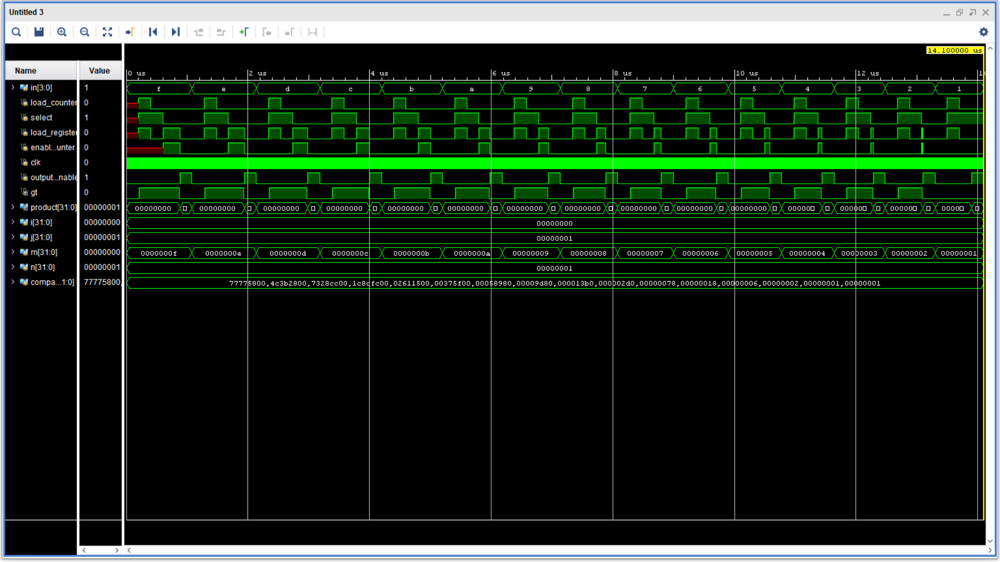 Untitled 3
14.100000 us
Name Value
0 us 2 us 4 us 6 us 8 us 10 us 12 us
in[3:0] 1 f e d c b a 9 8 7 6 5 4 3 2 1
load_counter 0
select 1
load_register 0
enabl...unter 0
clk 0
output...nable 1
gt 0
product[31:0] 00000001 00000000 00000000 00000000 00000000 00000000 00000000 00000000 00000000 00000000 00000000 00000000 00000 00000 00000 0000
i[31:0] 00000000 00000000
j[31:0] 00000001 00000001
m[31:0] 00000000 0000000f 0000000e 0000000d 0000000c 0000000b 0000000a 00000009 00000008 00000007 00000006 00000005 00000004 00000003 00000002 00000001
n[31:0] 00000001 00000001
compa...1:0] 77775800, 77775800,4c3b2800,7328cc00,1c8cfc00,02611500,00375f00,00058980,00009d80,000013b0,000002d0,00000078,00000018,00000006,00000002,00000001,00000001